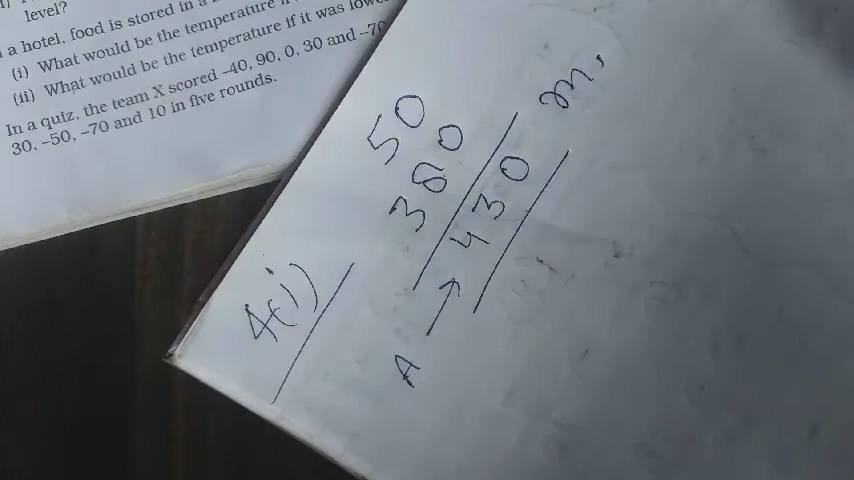 level?
a hotel, food is stored in a
(i) What would be the temperature
(ii) What would be the temperature if it was lowe
In a quiz, the team X scored –40, 90, 0, 30 and –70
30, –50, –70 and 10 in five rounds.
4(i)
50
380
A → 430 m,